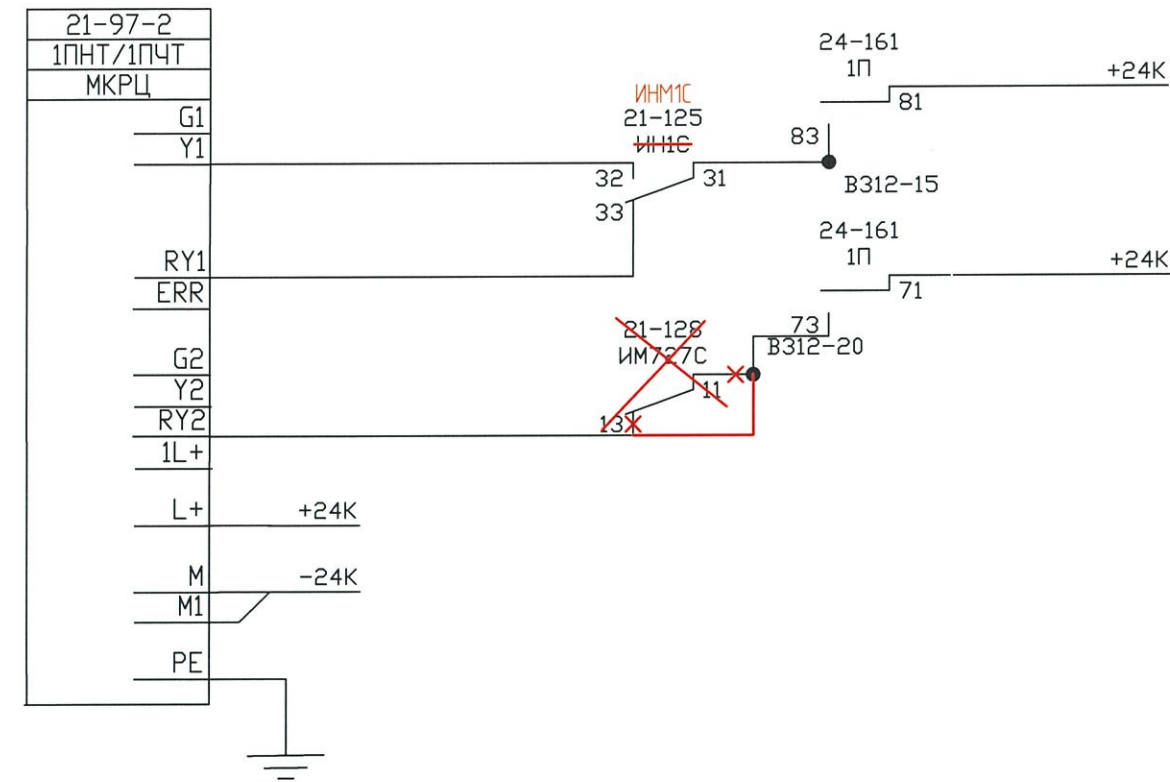 21-97-2
1ПНТ/1ПЧТ
МКРЦ
G1
Y1
RY1
ERR
G2
Y2
RY2
1L+
L+
M
M1
PE
+24К
-24К
ИНМ1С
21-125
ИН1С
32
31
33
24-161
1П
81
+24К
83
В312-15
24-161
1П
71
+24К
73
В312-20
21-128
ИМ727С
11
13